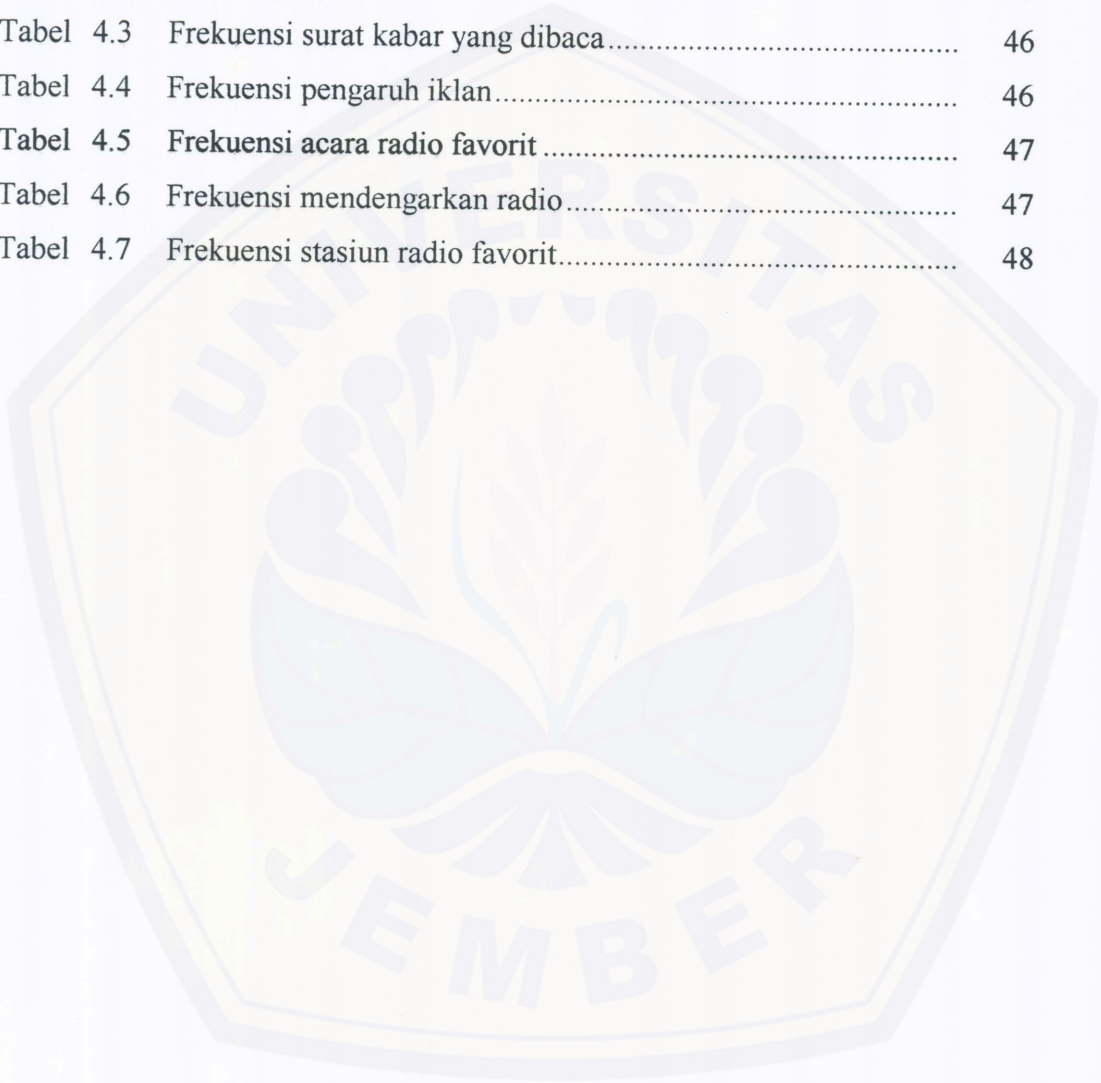 Tabel 4.3 Frekuensi surat kabar yang dibaca................................................ 46
Tabel 4.4 Frekuensi pengaruh iklan............................................................... 46
Tabel 4.5 Frekuensi acara radio favorit......................................................... 47
Tabel 4.6 Frekuensi mendengarkan radio...................................................... 47
Tabel 4.7 Frekuensi stasiun radio favorit....................................................... 48
UNIVERSITAS
JEMBER